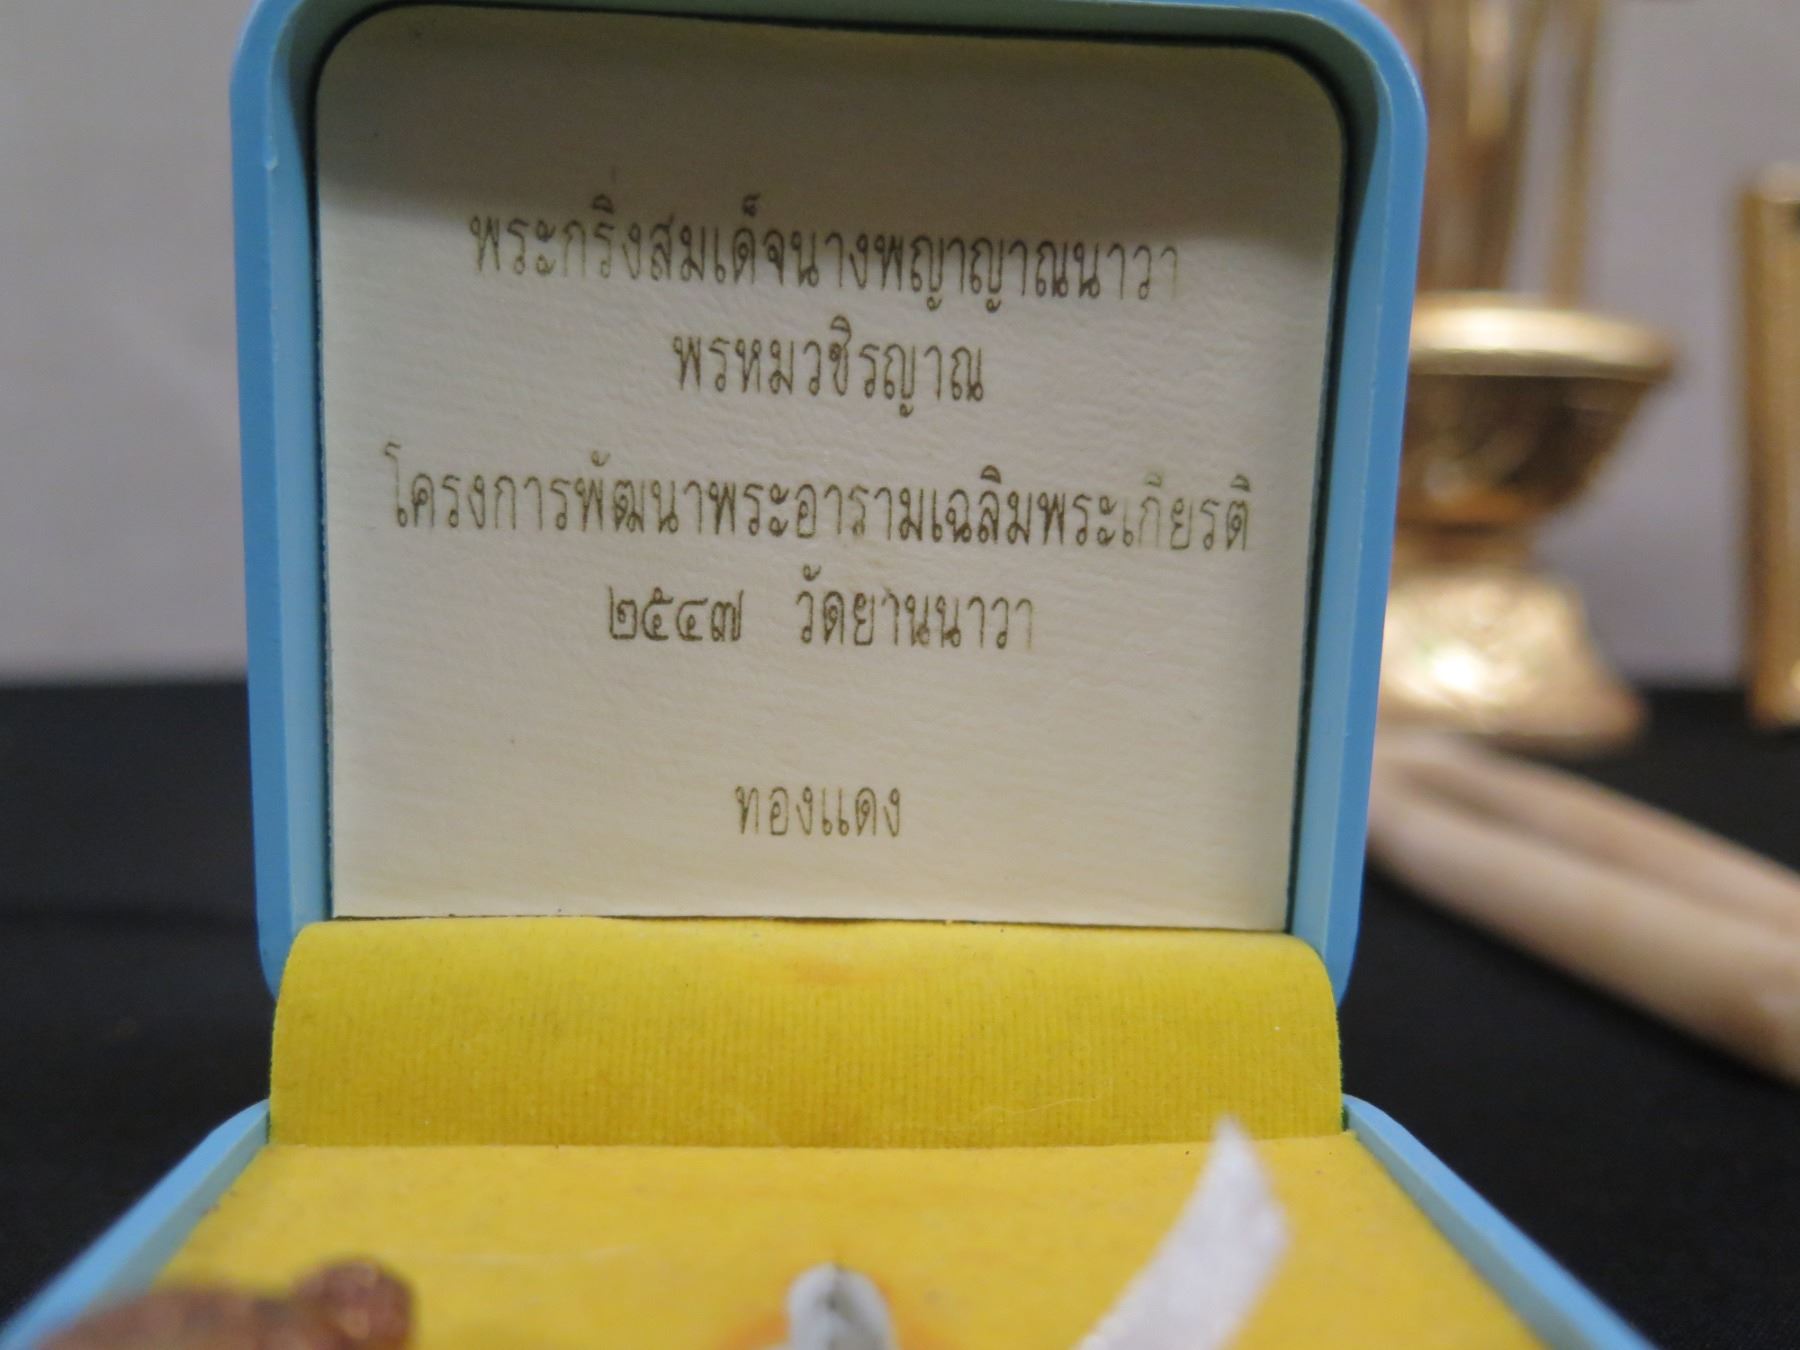 พระกริงสมเด็จนางพญาญาณนาวา
พรหมวชิรญาณ
โครงการพัฒนาพระอารามเฉลิมพระเกียรติ
๒๕๔๗ วัดยานนาวา
ทองแดง